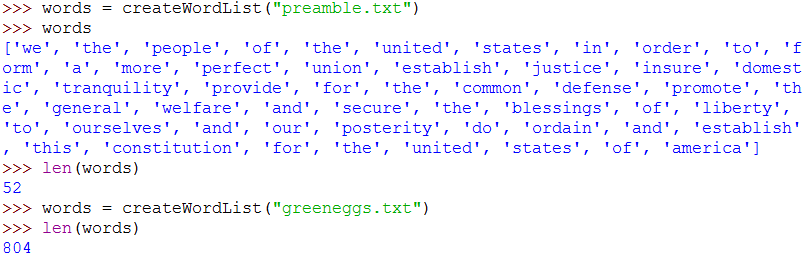 >>> words = createWordList("preamble.txt")
>>> words
['we', 'the', 'people', 'of', 'the', 'united', 'states', 'in', 'order', 'to', 'f
orm', 'a', 'more', 'perfect', 'union', 'establish', 'justice', 'insure', 'domest
ic', 'tranquility', 'provide', 'for', 'the', 'common', 'defense', 'promote', 'th
e', 'general', 'welfare', 'and', 'secure', 'the', 'blessings', 'of', 'liberty',
'to', 'ourselves', 'and', 'our', 'posterity', 'do', 'ordain', 'and', 'establish'
, 'this', 'constitution', 'for', 'the', 'united', 'states', 'of', 'america']
>>> len(words)
52
>>> words = createWordList("greeneggs.txt")
>>> len(words)
804